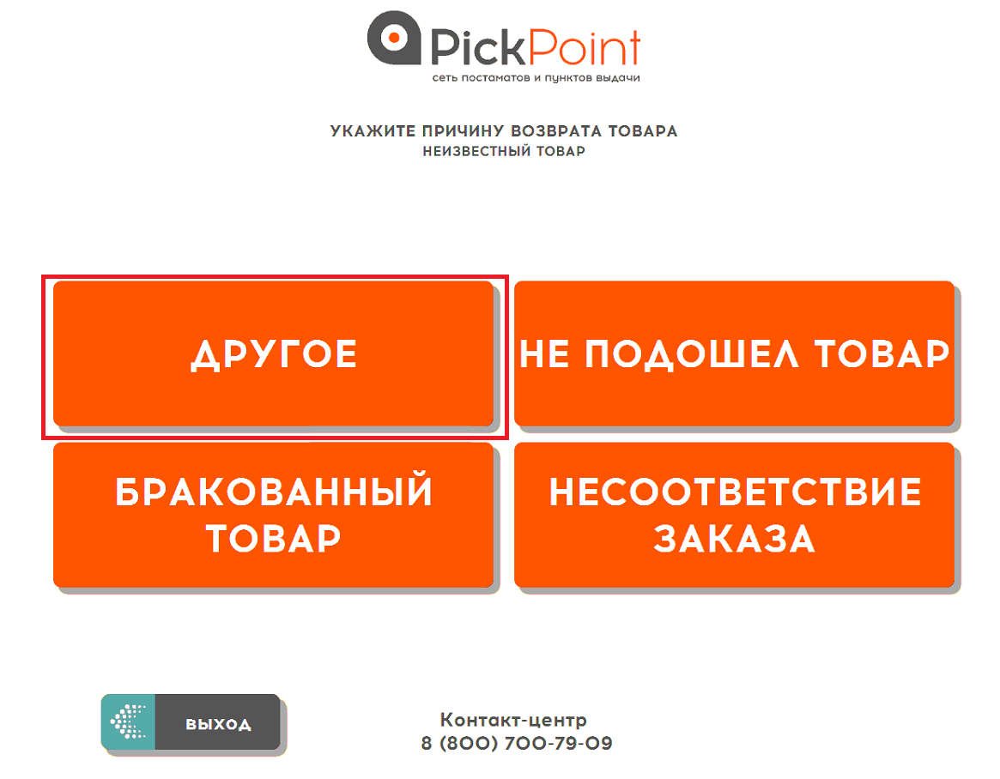 PickPoint
сеть постаматов и пунктов выдачи
УКАЖИТЕ ПРИЧИНУ ВОЗВРАТА ТОВАРА
НЕИЗВЕСТНЫЙ ТОВАР
ДРУГОЕ
НЕ ПОДОШЕЛ ТОВАР
БРАКОВАННЫЙ
ТОВАР
НЕСООТВЕТСТВИЕ
ЗАКАЗА
ВЫХОД
Контакт-центр
8 (800) 700-79-09